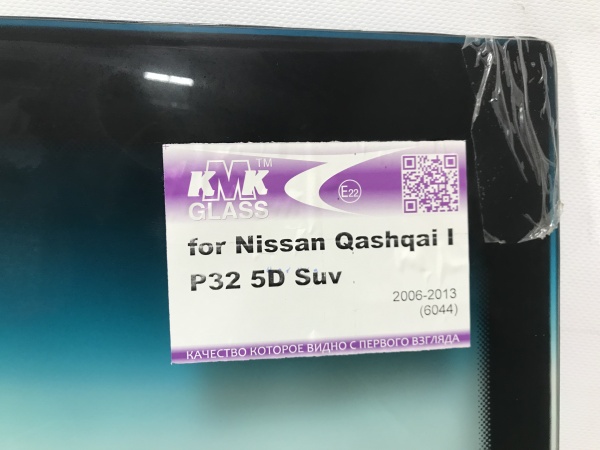 KMK™
GLASS
E22
for Nissan Qashqai I
P32 5D Suv
2006-2013
(6044)
КАЧЕСТВО КОТОРОЕ ВИДНО С ПЕРВОГО ВЗГЛЯДА